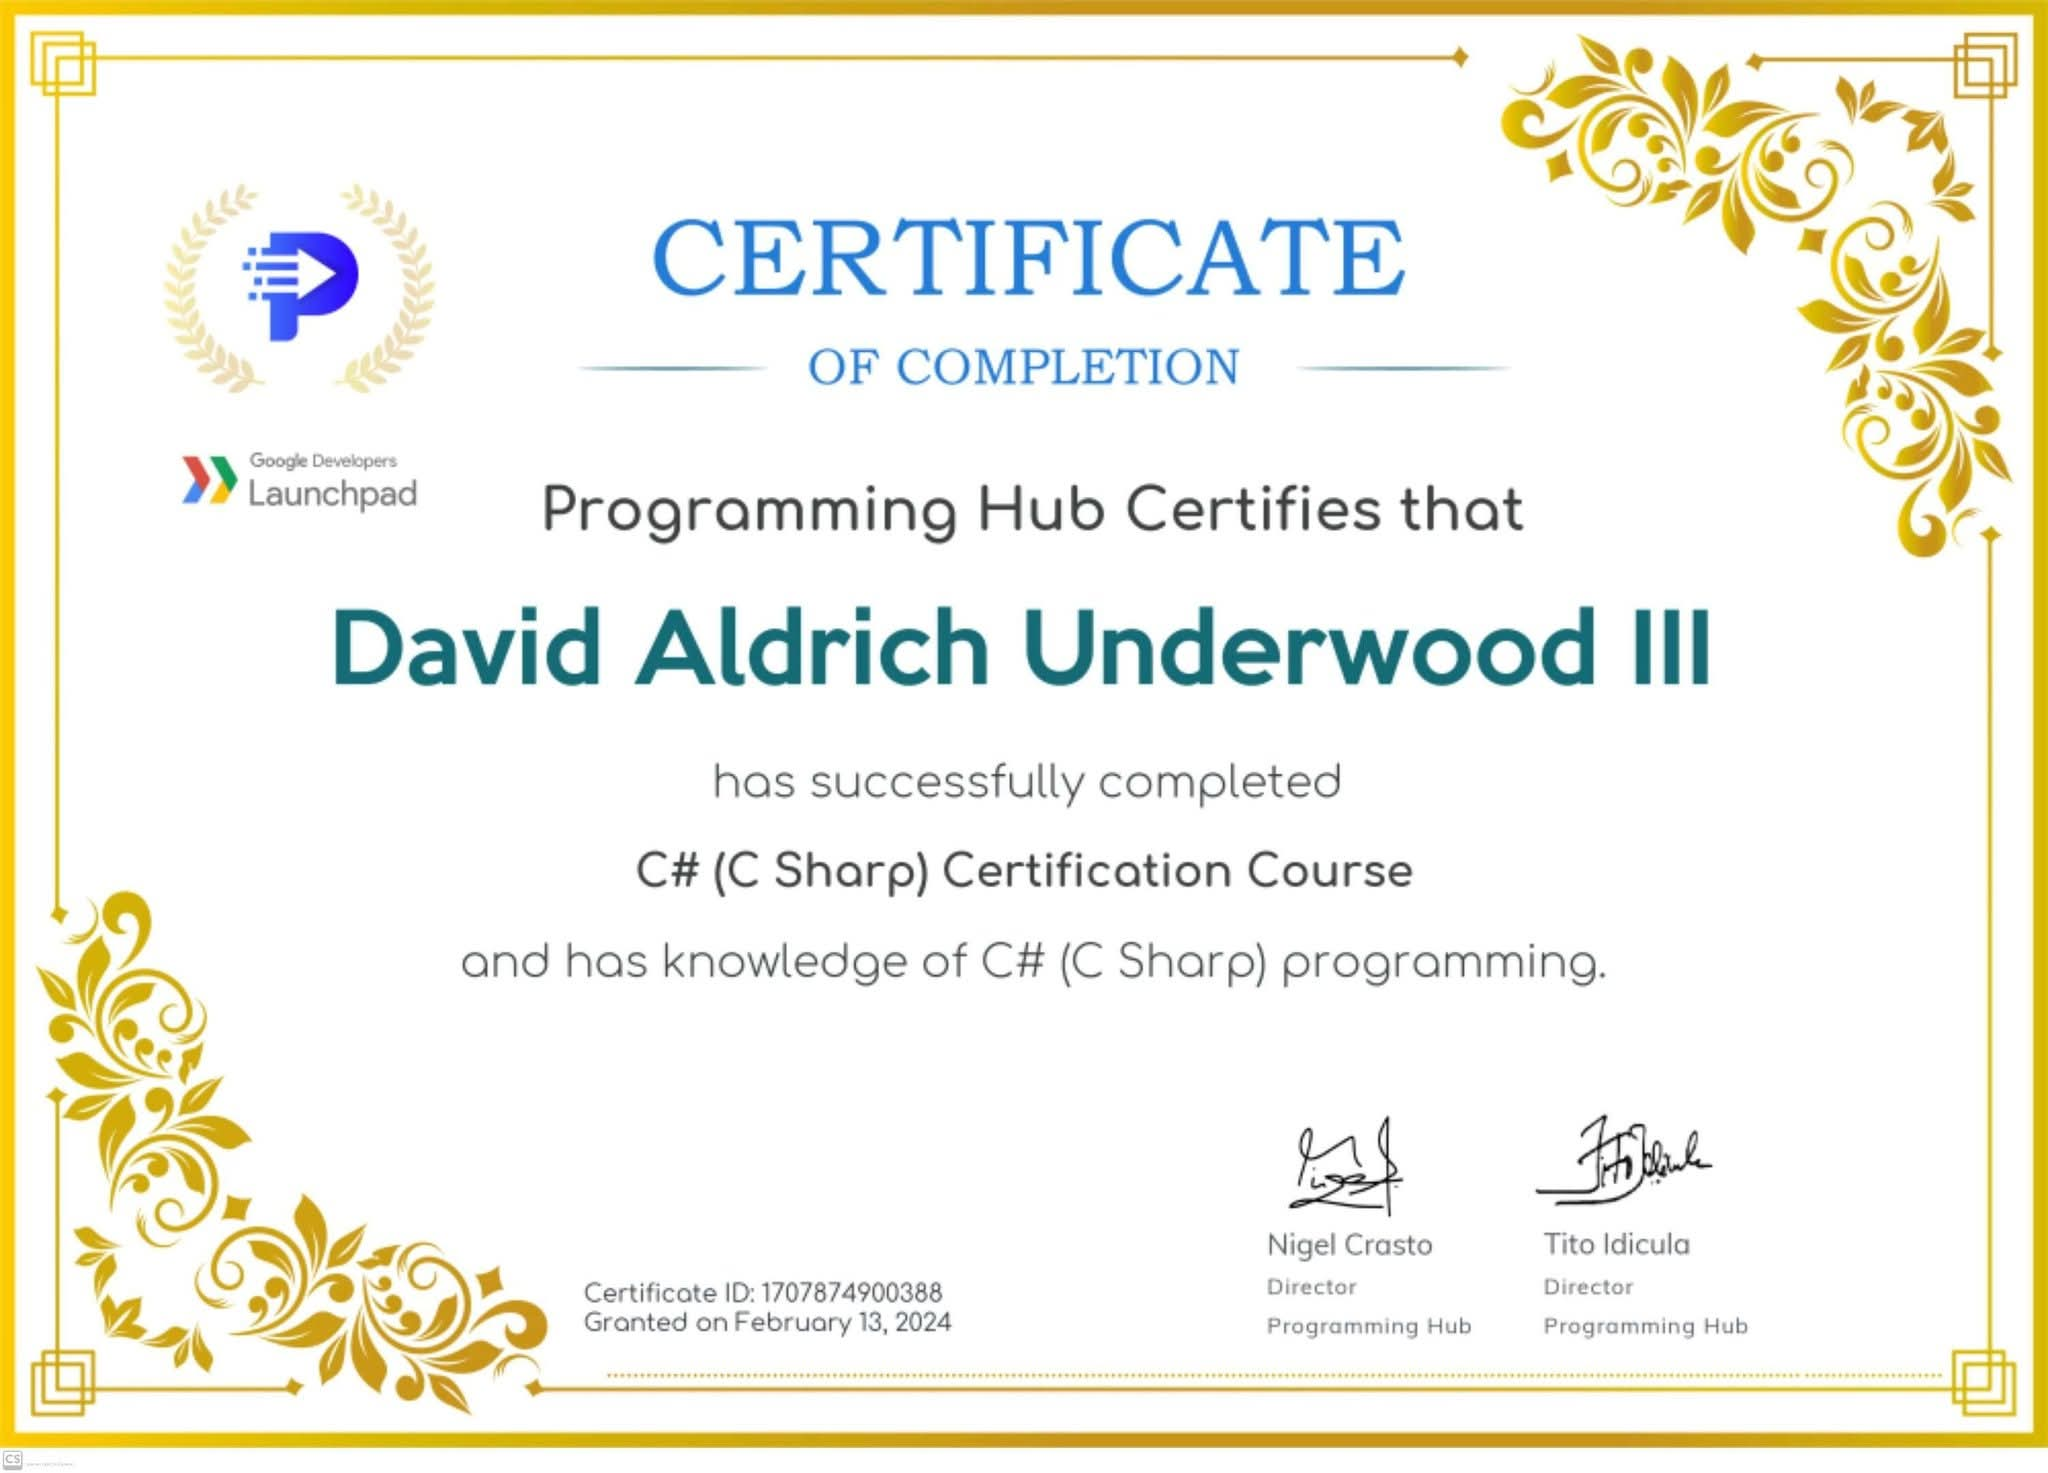 CERTIFICATE
OF COMPLETION
Google Developers
Launchpad
Programming Hub Certifies that
David Aldrich Underwood III
has successfully completed
C# (C Sharp) Certification Course
and has knowledge of C# (C Sharp) programming.
Nigel Crasto
Director
Programming Hub
Tito Idicula
Director
Programming Hub
Certificate ID: 1707874900388
Granted on February 13, 2024
CS